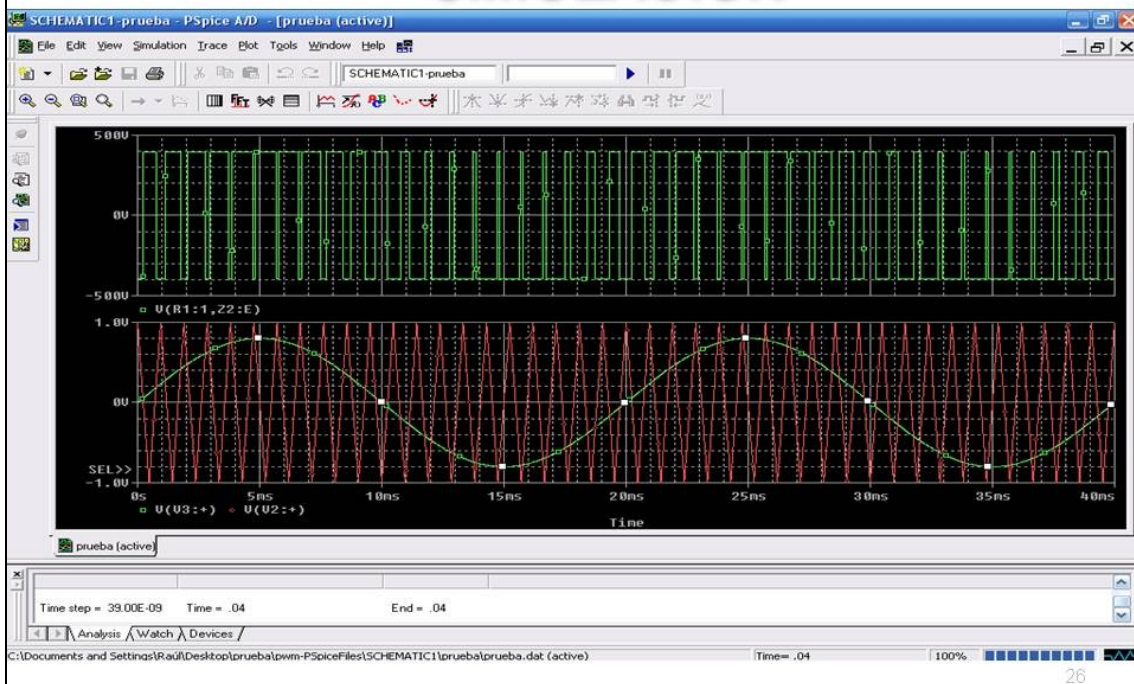 SCHEMATIC1-prueba - PSpice A/D - [prueba (active)]
File Edit View Simulation Trace Plot Tools Window Help
SCHEMATIC1-prueba
500V
0V
-500V
V(R1:1,Z2:E)
1.0V
0V
SEL>>
-1.0V
0s 5ms 10ms 15ms 20ms 25ms 30ms 35ms 40ms
V(V3:+) V(V2:+)
Time
prueba (active)
Time step = 39.00E-09 Time = .04 End = .04
Analysis Watch Devices
C:\Documents and Settings\Raúl\Desktop\prueba\pwm-PSpiceFiles\SCHEMATIC1\prueba\prueba.dat (active) Time= .04 100%
26